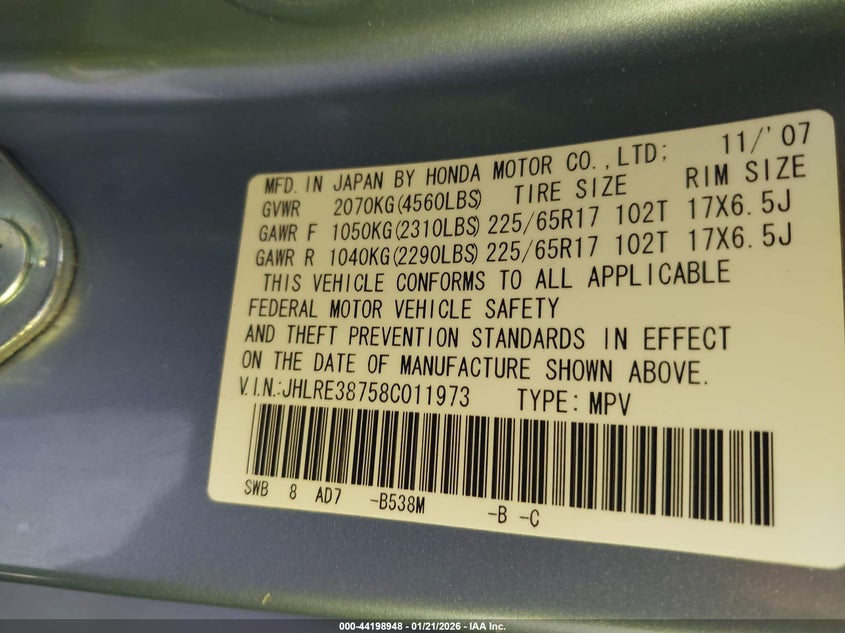 MFD. IN JAPAN BY HONDA MOTOR CO.,LTD; 11/'07
GVWR 2070KG(4560LBS) TIRE SIZE RIM SIZE
GAWR F 1050KG(2310LBS) 225/65R17 102T 17X6.5J
GAWR R 1040KG(2290LBS) 225/65R17 102T 17X6.5J
THIS VEHICLE CONFORMS TO ALL APPLICABLE
FEDERAL MOTOR VEHICLE SAFETY
AND THEFT PREVENTION STANDARDS IN EFFECT
ON THE DATE OF MANUFACTURE SHOWN ABOVE.
V.I.N.:JHLRE38758C011973 TYPE: MPV
SWB 8 AD7 -B538M -B -C
000-44198948 - 01/21/2026 - IAA Inc.